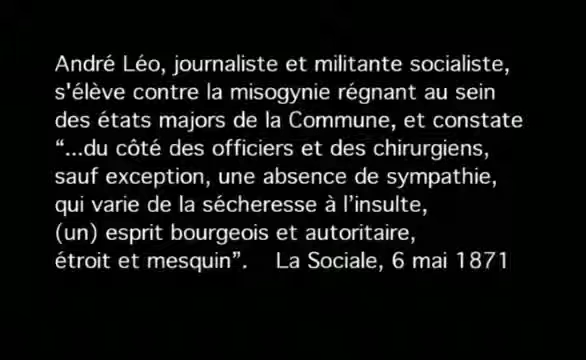 André Léo, journaliste et militante socialiste,
s'élève contre la misogynie régnant au sein
des états majors de la Commune, et constate
“...du côté des officiers et des chirurgiens,
sauf exception, une absence de sympathie,
qui varie de la sécheresse à l’insulte,
(un) esprit bourgeois et autoritaire,
étroit et mesquin”. La Sociale, 6 mai 1871